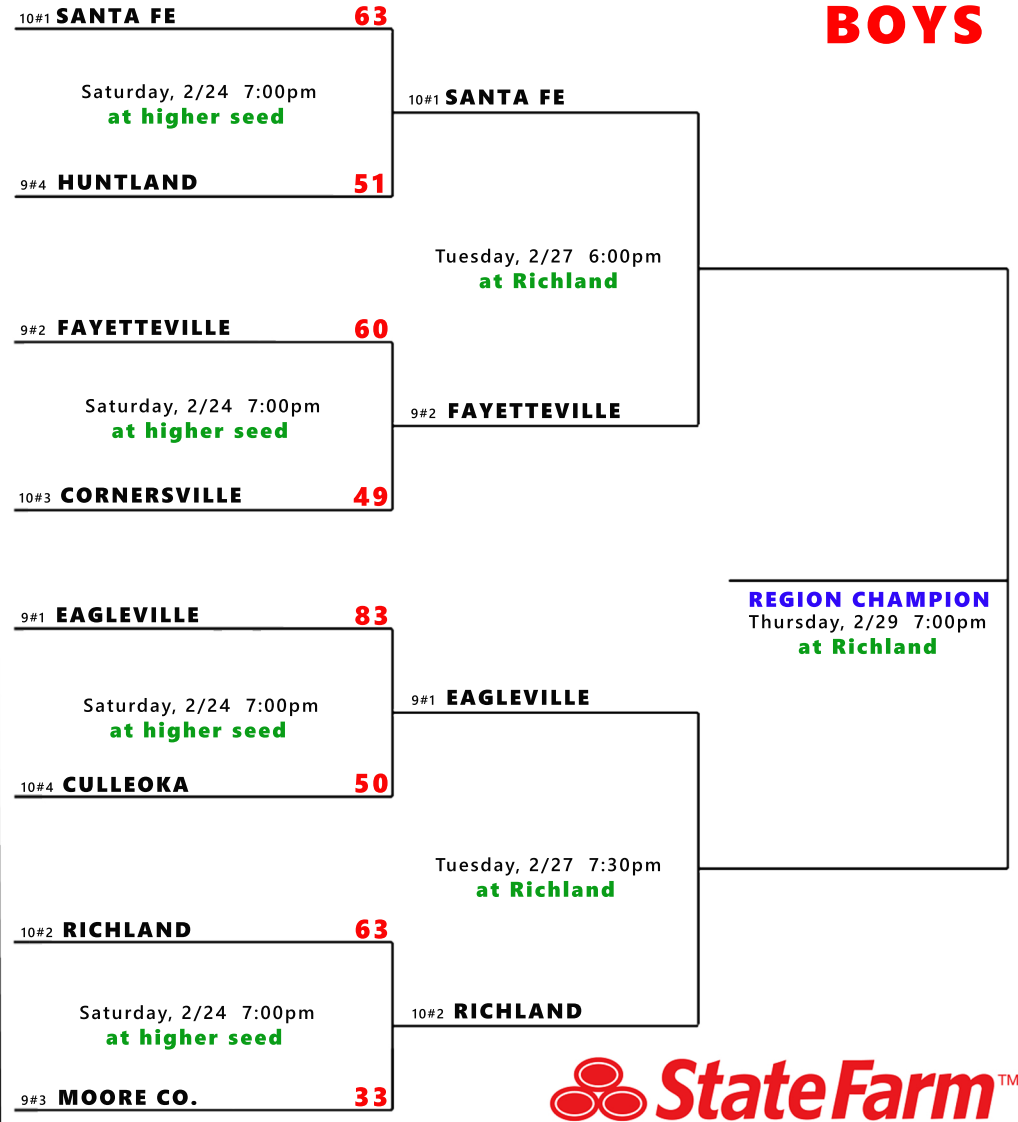 BOYS
10#1 SANTA FE 63
Saturday, 2/24 7:00pm
at higher seed
9#4 HUNTLAND 51
10#1 SANTA FE
Tuesday, 2/27 6:00pm
at Richland
9#2 FAYETTEVILLE 60
Saturday, 2/24 7:00pm
at higher seed
10#3 CORNERSVILLE 49
9#2 FAYETTEVILLE
REGION CHAMPION
Thursday, 2/29 7:00pm
at Richland
9#1 EAGLEVILLE 83
Saturday, 2/24 7:00pm
at higher seed
10#4 CULLEOKA 50
9#1 EAGLEVILLE
Tuesday, 2/27 7:30pm
at Richland
10#2 RICHLAND 63
Saturday, 2/24 7:00pm
at higher seed
9#3 MOORE CO. 33
10#2 RICHLAND
StateFarm™